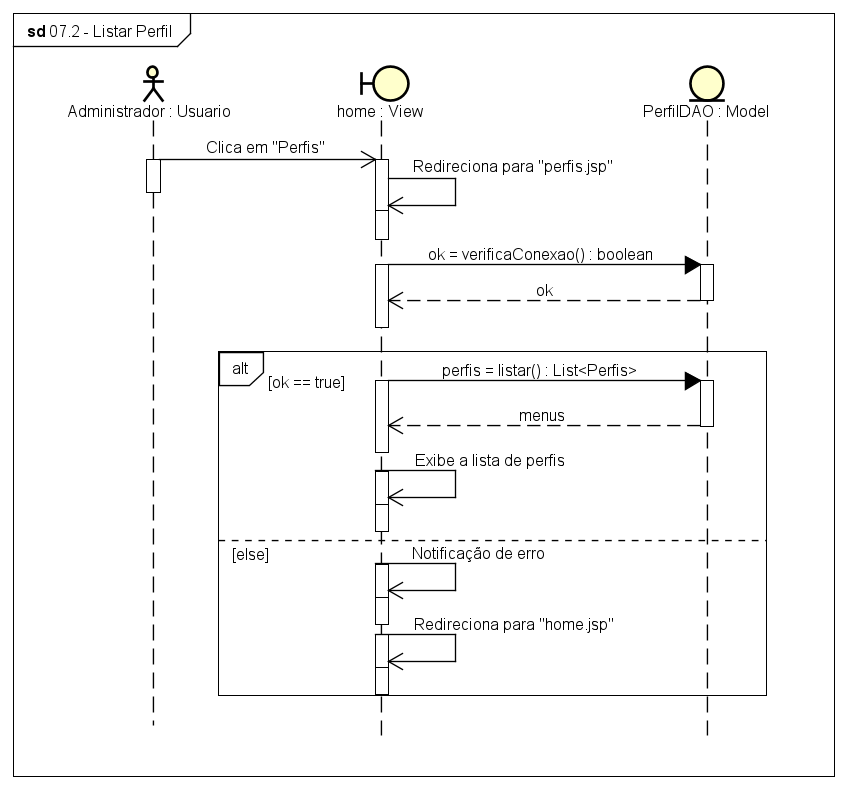 sd 07.2 - Listar Perfil
Administrador : Usuario
home : View
PerfilDAO : Model
Clica em "Perfis"
Redireciona para "perfis.jsp"
ok = verificaConexao() : boolean
ok
alt
[ok == true]
perfis = listar() : List<Perfis>
menus
Exibe a lista de perfis
[else]
Notificação de erro
Redireciona para "home.jsp"